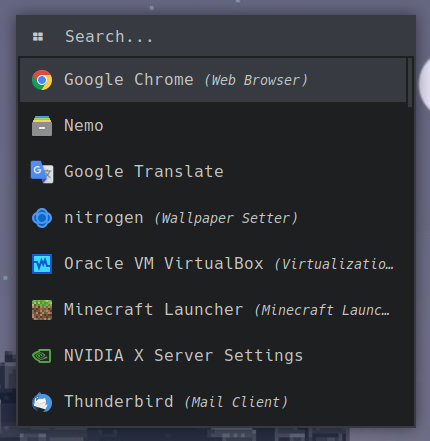 Search...
Google Chrome (Web Browser)
Nemo
Google Translate
nitrogen (Wallpaper Setter)
Oracle VM VirtualBox (Virtualizatio…
Minecraft Launcher (Minecraft Launc…
NVIDIA X Server Settings
Thunderbird (Mail Client)